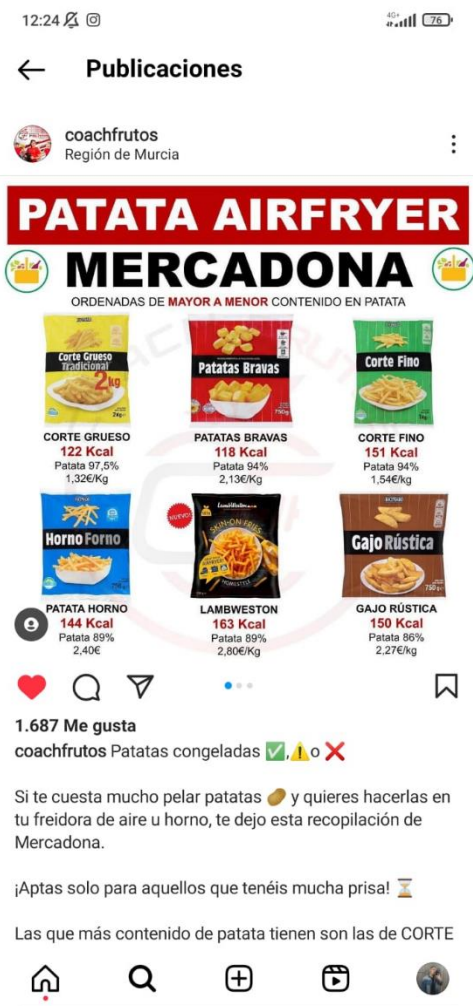 12:24
4G+
76
Publicaciones
coachfrutos
Región de Murcia
PATATA AIRFRYER
MERCADONA
ORDENADAS DE MAYOR A MENOR CONTENIDO EN PATATA
Corte Grueso
Tradicional
2kg
Patatas Bravas
Corte Fino
CORTE GRUESO
122 Kcal
Patata 97,5%
1,32€/Kg
PATATAS BRAVAS
118 Kcal
Patata 94%
2,13€/Kg
CORTE FINO
151 Kcal
Patata 94%
1,54€/kg
Horno Forno
NUEVO!
LambWeston
SKIN-ON FRIES
HOMESTYLE
Gajo Rústica
750g
PATATA HORNO
144 Kcal
Patata 89%
2,40€
LAMBWESTON
163 Kcal
Patata 89%
2,80€/Kg
GAJO RÚSTICA
150 Kcal
Patata 86%
2,27€/kg
1.687 Me gusta
coachfrutos Patatas congeladas ✅,⚠️o ❌
Si te cuesta mucho pelar patatas 🥔 y quieres hacerlas en
tu freidora de aire u horno, te dejo esta recopilación de
Mercadona.
¡Aptas solo para aquellos que tenéis mucha prisa! ⏳
Las que más contenido de patata tienen son las de CORTE